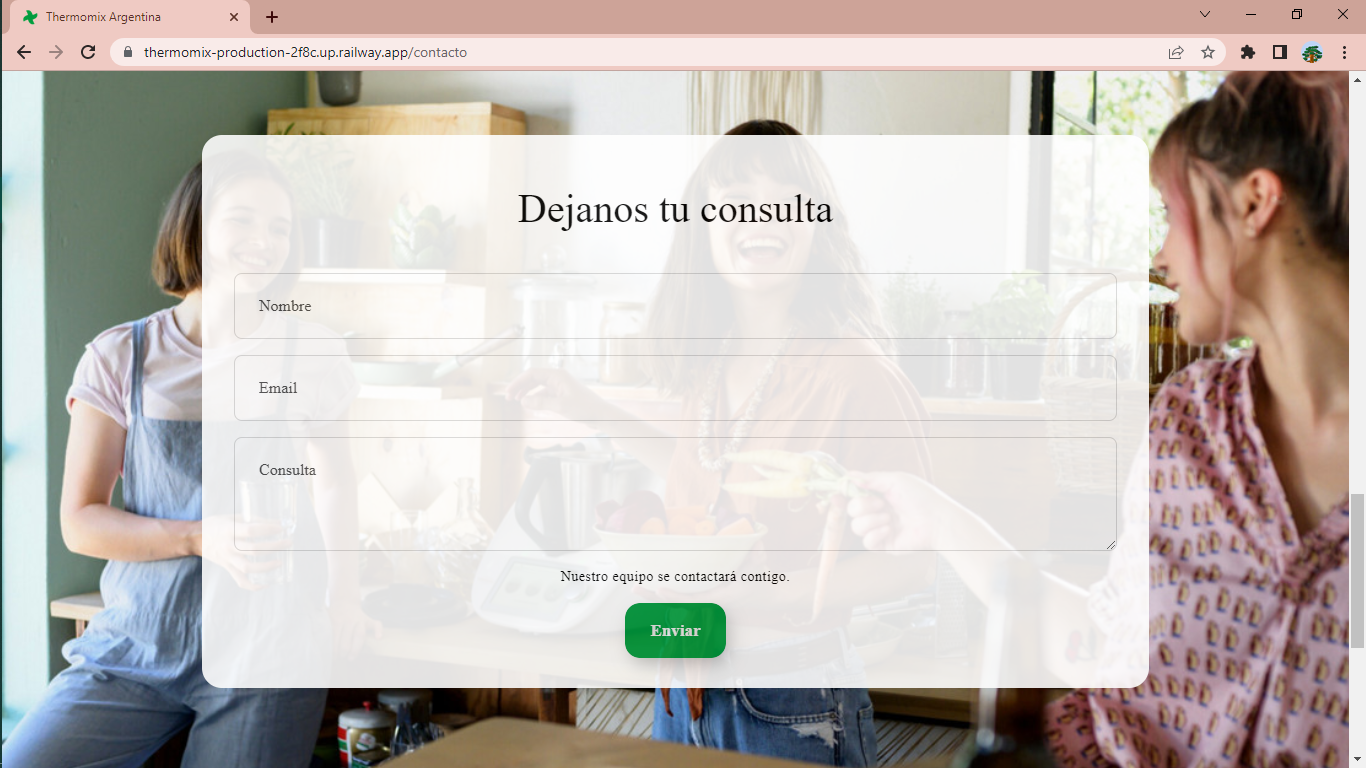 Thermomix Argentina
thermomix-production-2f8c.up.railway.app/contacto
Dejanos tu consulta
Nombre
Email
Consulta
Nuestro equipo se contactará contigo.
Enviar